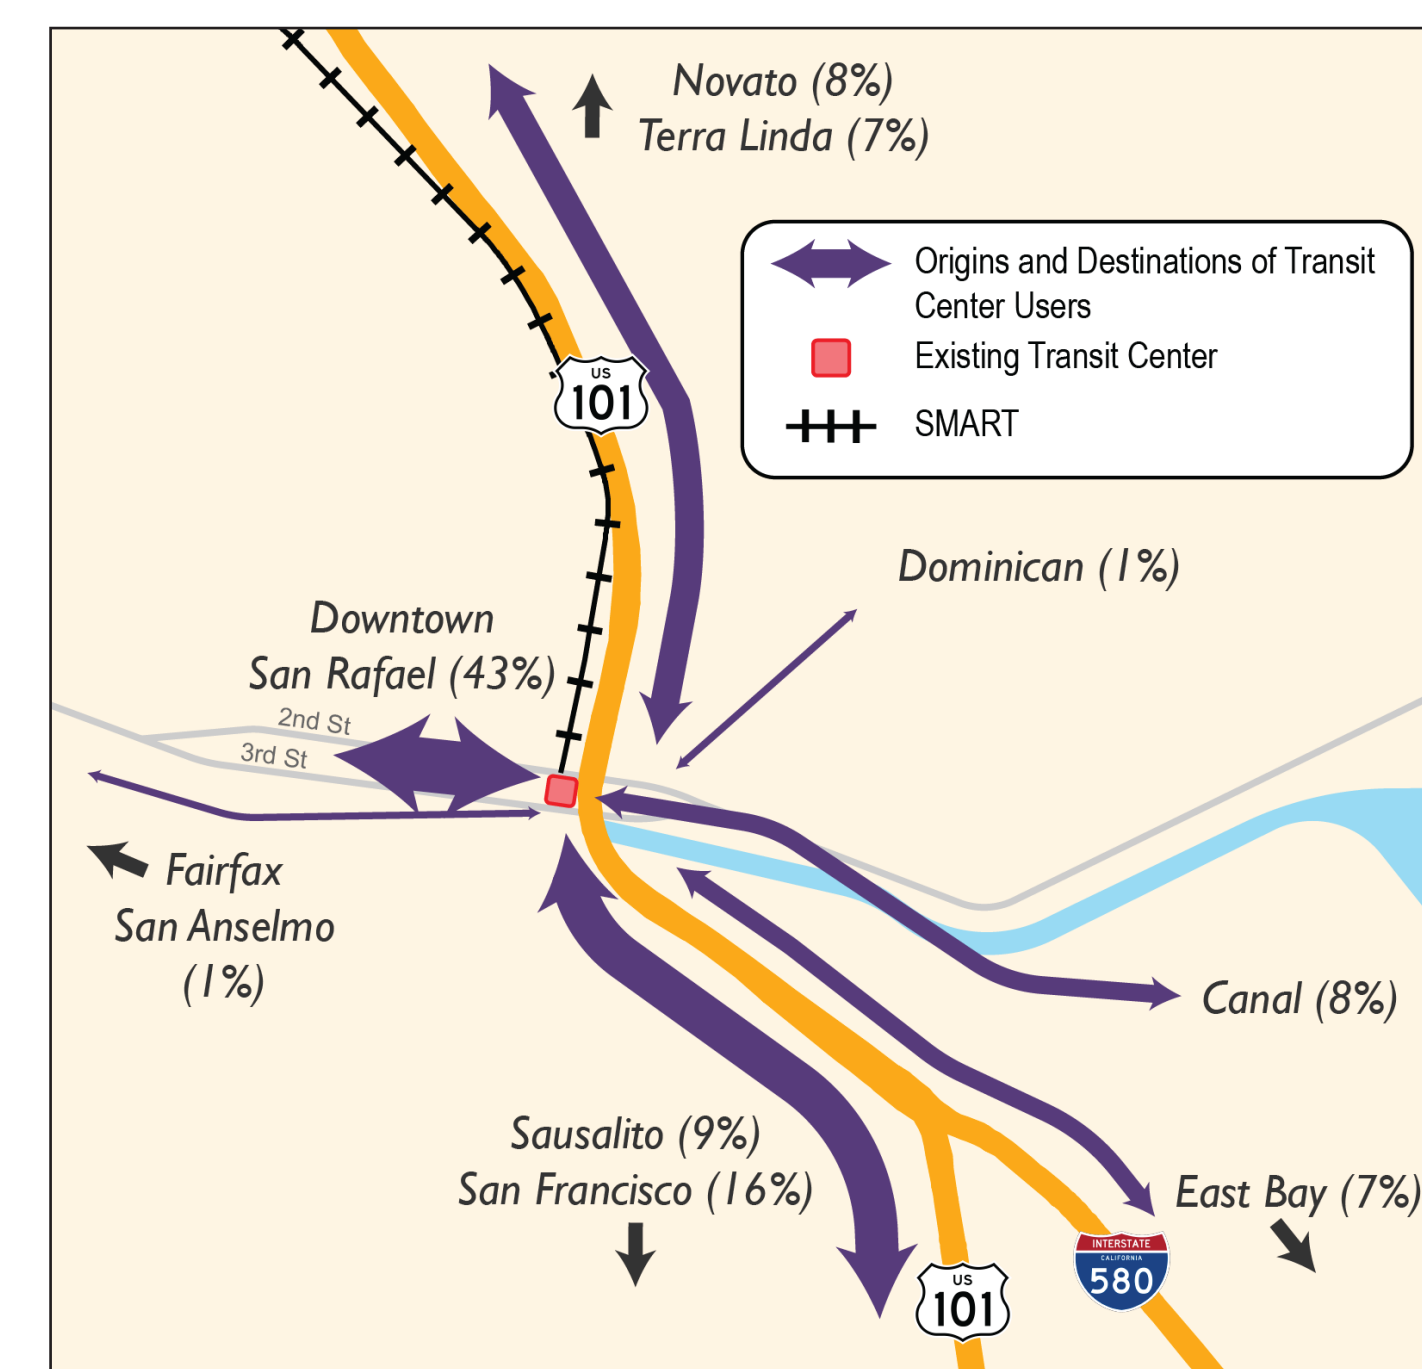 Novato (8%)
Terra Linda (7%)
Origins and Destinations of Transit
Center Users
Existing Transit Center
SMART
US
101
Dominican (1%)
Downtown
San Rafael (43%)
2nd St
3rd St
Fairfax
San Anselmo
(1%)
Canal (8%)
Sausalito (9%)
San Francisco (16%)
East Bay (7%)
INTERSTATE
CALIFORNIA
580
US
101